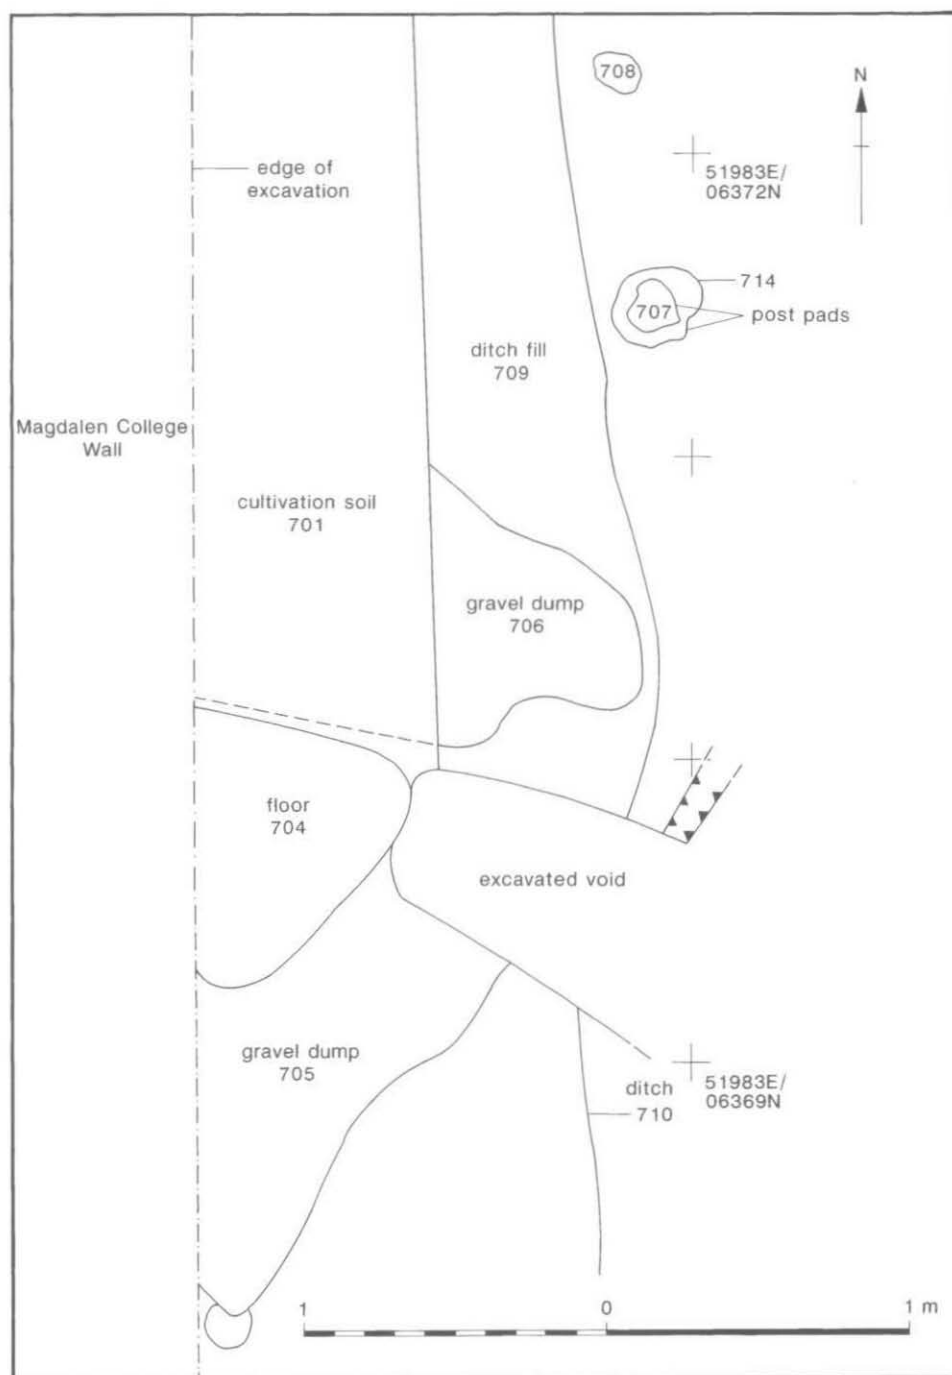 708
N
edge of
excavation
51983E/
06372N
714
707
post pads
ditch fill
709
Magdalen College
Wall
cultivation soil
701
gravel dump
706
floor
704
excavated void
gravel dump
705
ditch
710
51983E/
06369N
1 0 1 m